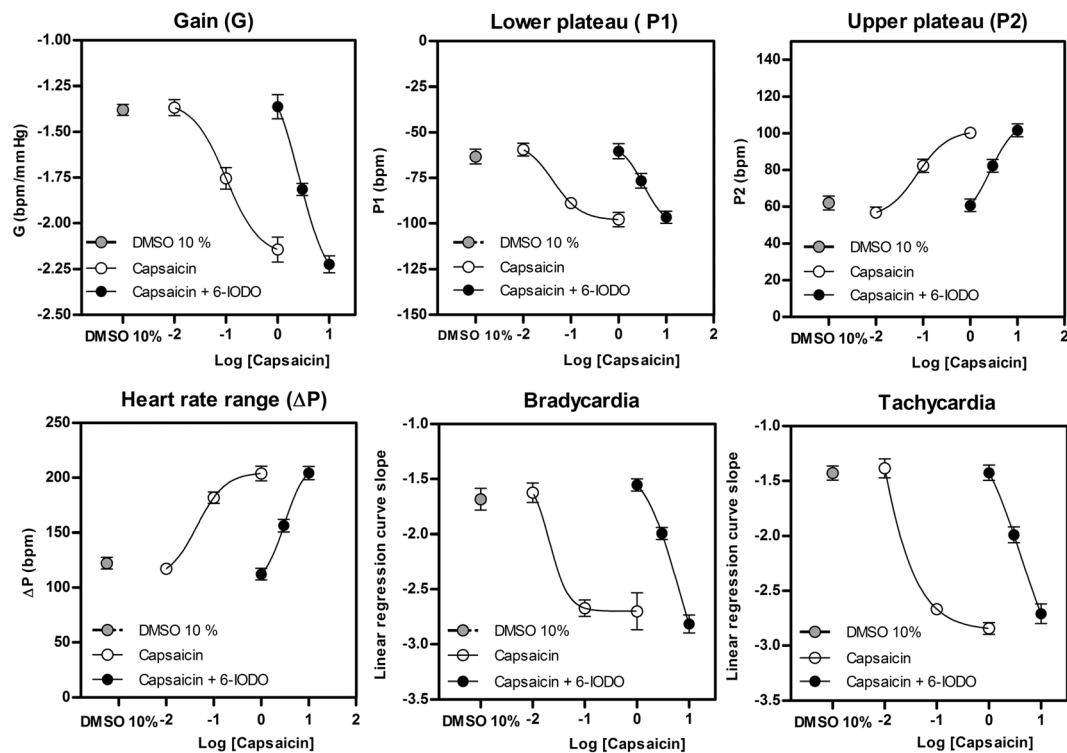 Gain (G)
-1.00
-1.25
-1.50
-1.75
-2.00
-2.25
-2.50
G (bpm/mmHg)
DMSO 10 %
Capsaicin
Capsaicin + 6-IODO
DMSO 10% -2 -1 0 1 2
Log [Capsaicin]
Lower plateau ( P1)
0
-25
-50
-75
-100
-125
-150
P1 (bpm)
DMSO 10 %
Capsaicin
Capsaicin + 6-IODO
DMSO 10% -2 -1 0 1 2
Log [Capsaicin]
Upper plateau (P2)
140
120
100
80
60
40
20
0
P2 (bpm)
DMSO 10 %
Capsaicin
Capsaicin + 6-IODO
DMSO 10% -2 -1 0 1 2
Log [Capsaicin]
Heart rate range (ΔP)
250
200
150
100
50
0
ΔP (bpm)
DMSO 10 %
Capsaicin
Capsaicin + 6-IODO
DMSO 10% -2 -1 0 1 2
Log [Capsaicin]
Bradycardia
-1.0
-1.5
-2.0
-2.5
-3.0
-3.5
Linear regression curve slope
DMSO 10%
Capsaicin
Capsaicin + 6-IODO
DMSO 10% -2 -1 0 1 2
Log [Capsaicin]
Tachycardia
-1.0
-1.5
-2.0
-2.5
-3.0
-3.5
Linear regression curve slope
DMSO 10%
Capsaicin
Capsaicin + 6-IODO
DMSO 10% -2 -1 0 1 2
Log [Capsaicin]